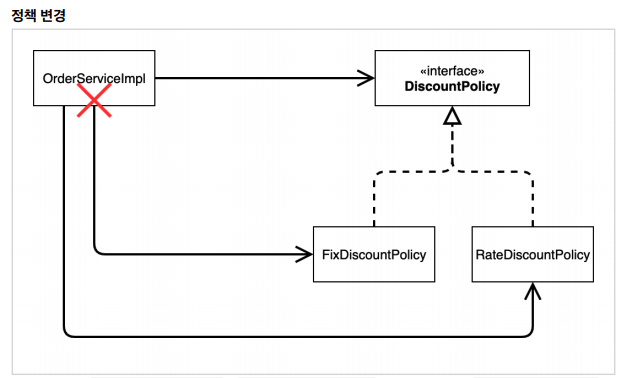 정책 변경
OrderServiceImpl
«interface»
DiscountPolicy
FixDiscountPolicy
RateDiscountPolicy